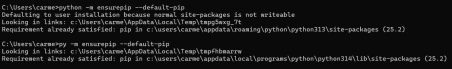 C:\Users\carme>python -m ensurepip --default-pip
Defaulting to user installation because normal site-packages is not writeable
Looking in links: c:\Users\carme\AppData\Local\Temp\tmpg5wxg_7t
Requirement already satisfied: pip in c:\users\carme\appdata\roaming\python\python313\site-packages (25.2)
C:\Users\carme>py -m ensurepip --default-pip
Looking in links: c:\Users\carme\AppData\Local\Temp\tmpfhbmarrw
Requirement already satisfied: pip in c:\users\carme\appdata\local\programs\python\python314\lib\site-packages (25.2)